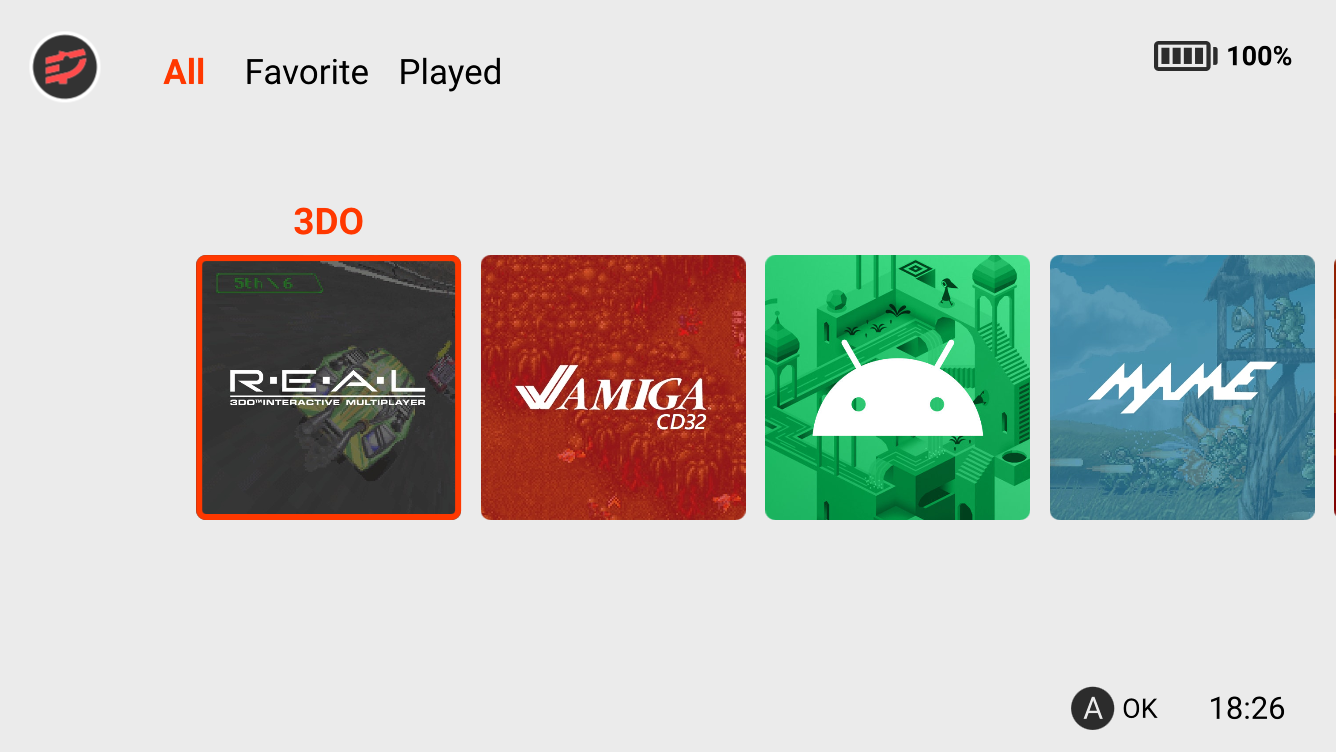 All Favorite Played
100%
3DO
5th\6
R·E·A·L
3DO™INTERACTIVE MULTIPLAYER
AMIGA
CD32
MAME
A OK
18:26